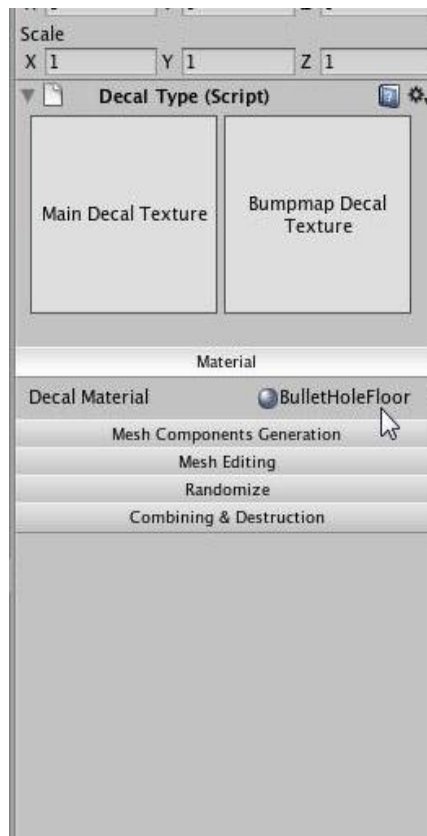 Scale
X 1 Y 1 Z 1
Decal Type (Script)
Main Decal Texture
Bumpmap Decal
Texture
Material
Decal Material BulletHoleFloor
Mesh Components Generation
Mesh Editing
Randomize
Combining & Destruction